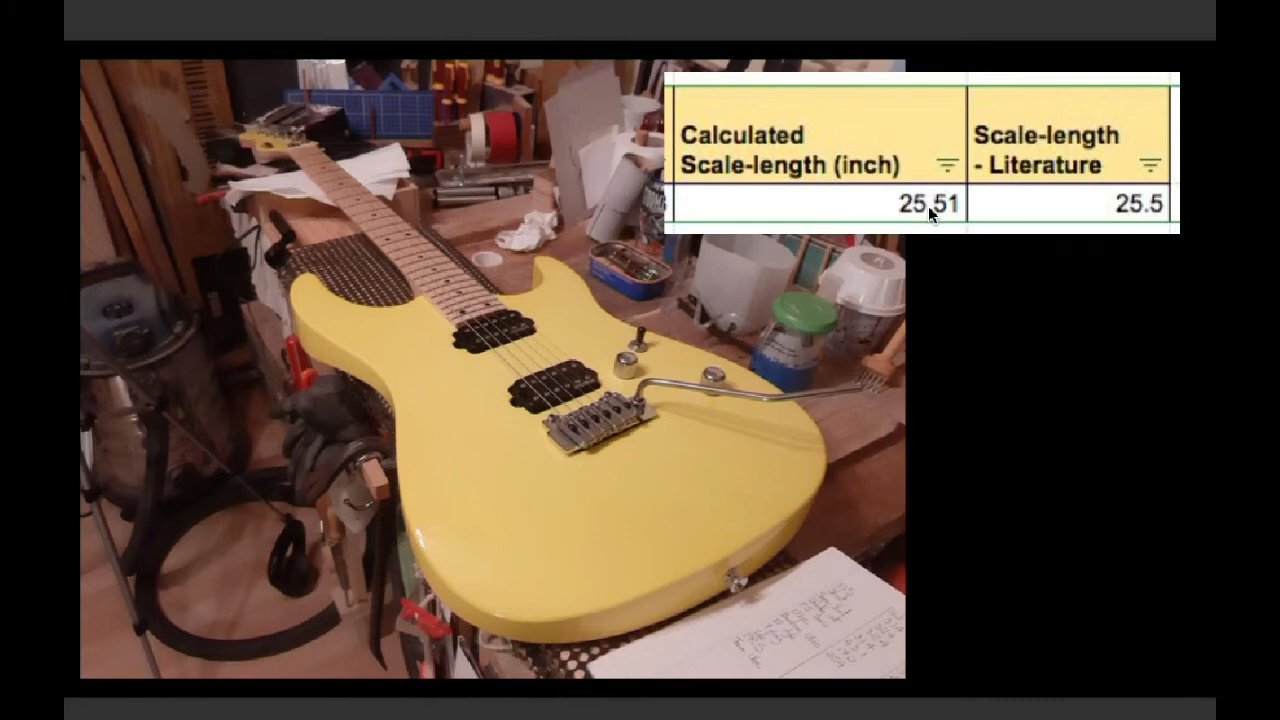 Calculated
Scale-length (inch)
Scale-length
- Literature
25.51
25.5